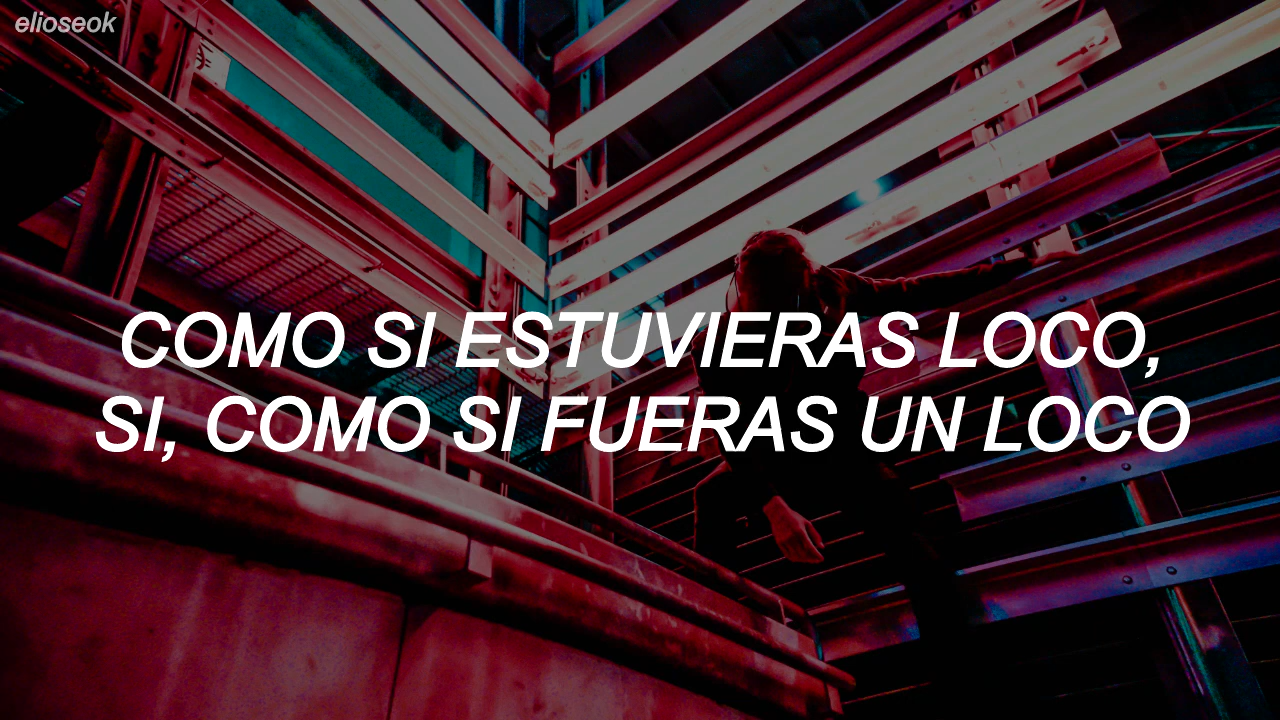 elioseok
COMO SI ESTUVIERAS LOCO,
SI, COMO SI FUERAS UN LOCO